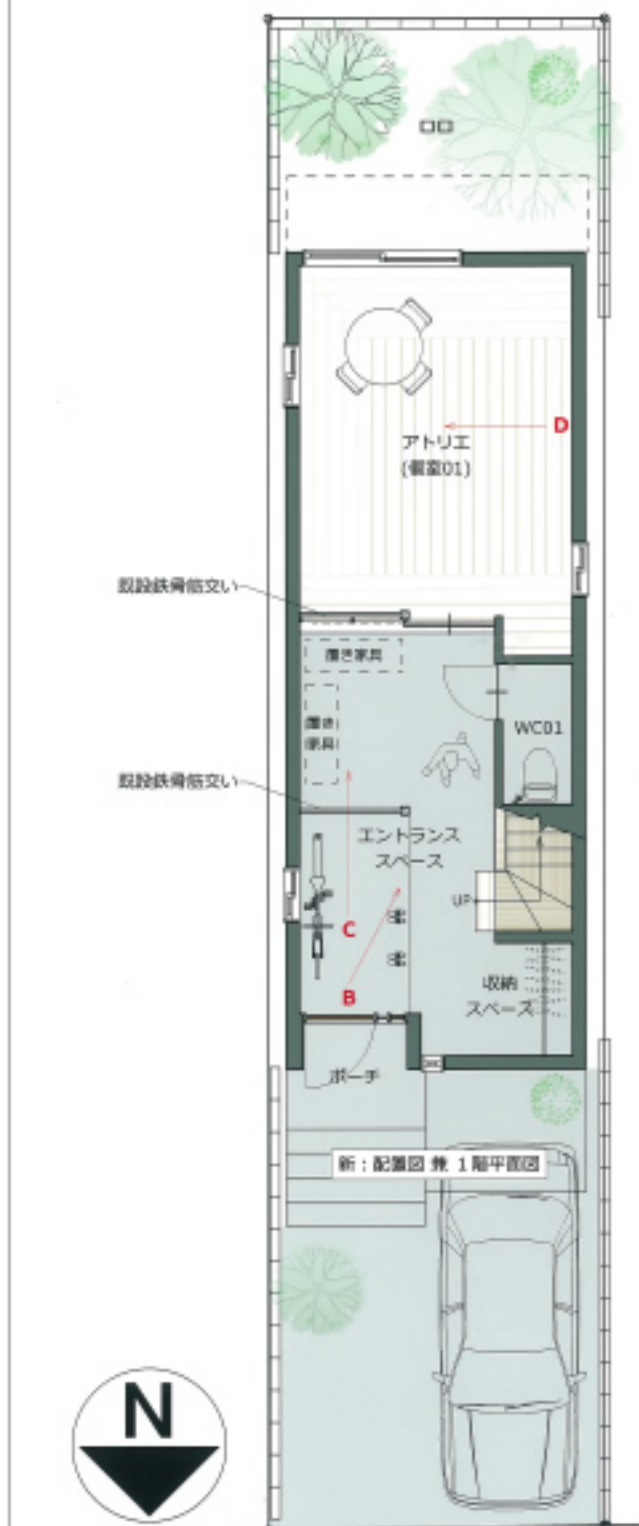 D
アトリエ
(個室01)
既設鉄骨筋交い
置き家具
置き
家具
WC01
既設鉄骨筋交い
エントランス
スペース
UP
C
B
収納
スペース
ポーチ
新：配置図 兼 １階平面図
N